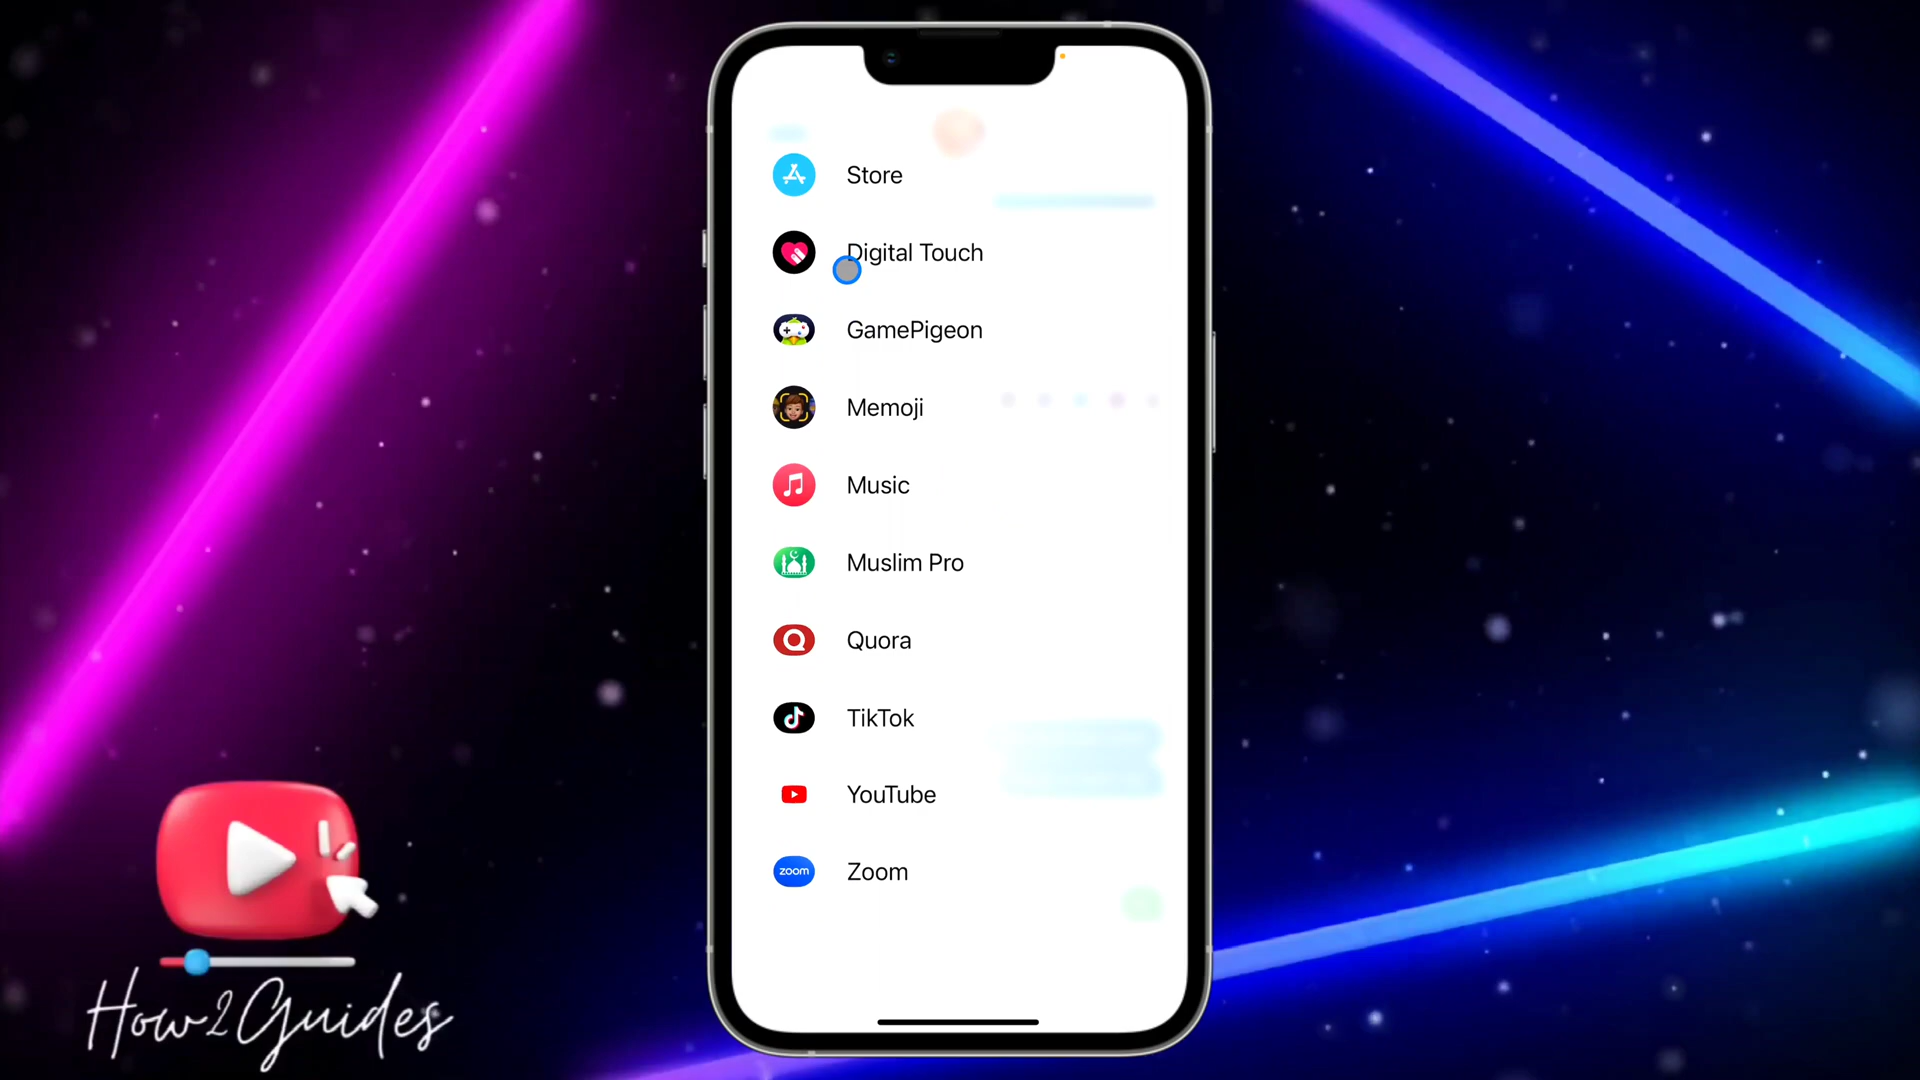 Store
Digital Touch
GamePigeon
Memoji
Music
Muslim Pro
Quora
TikTok
YouTube
zoom Zoom
How2Guides